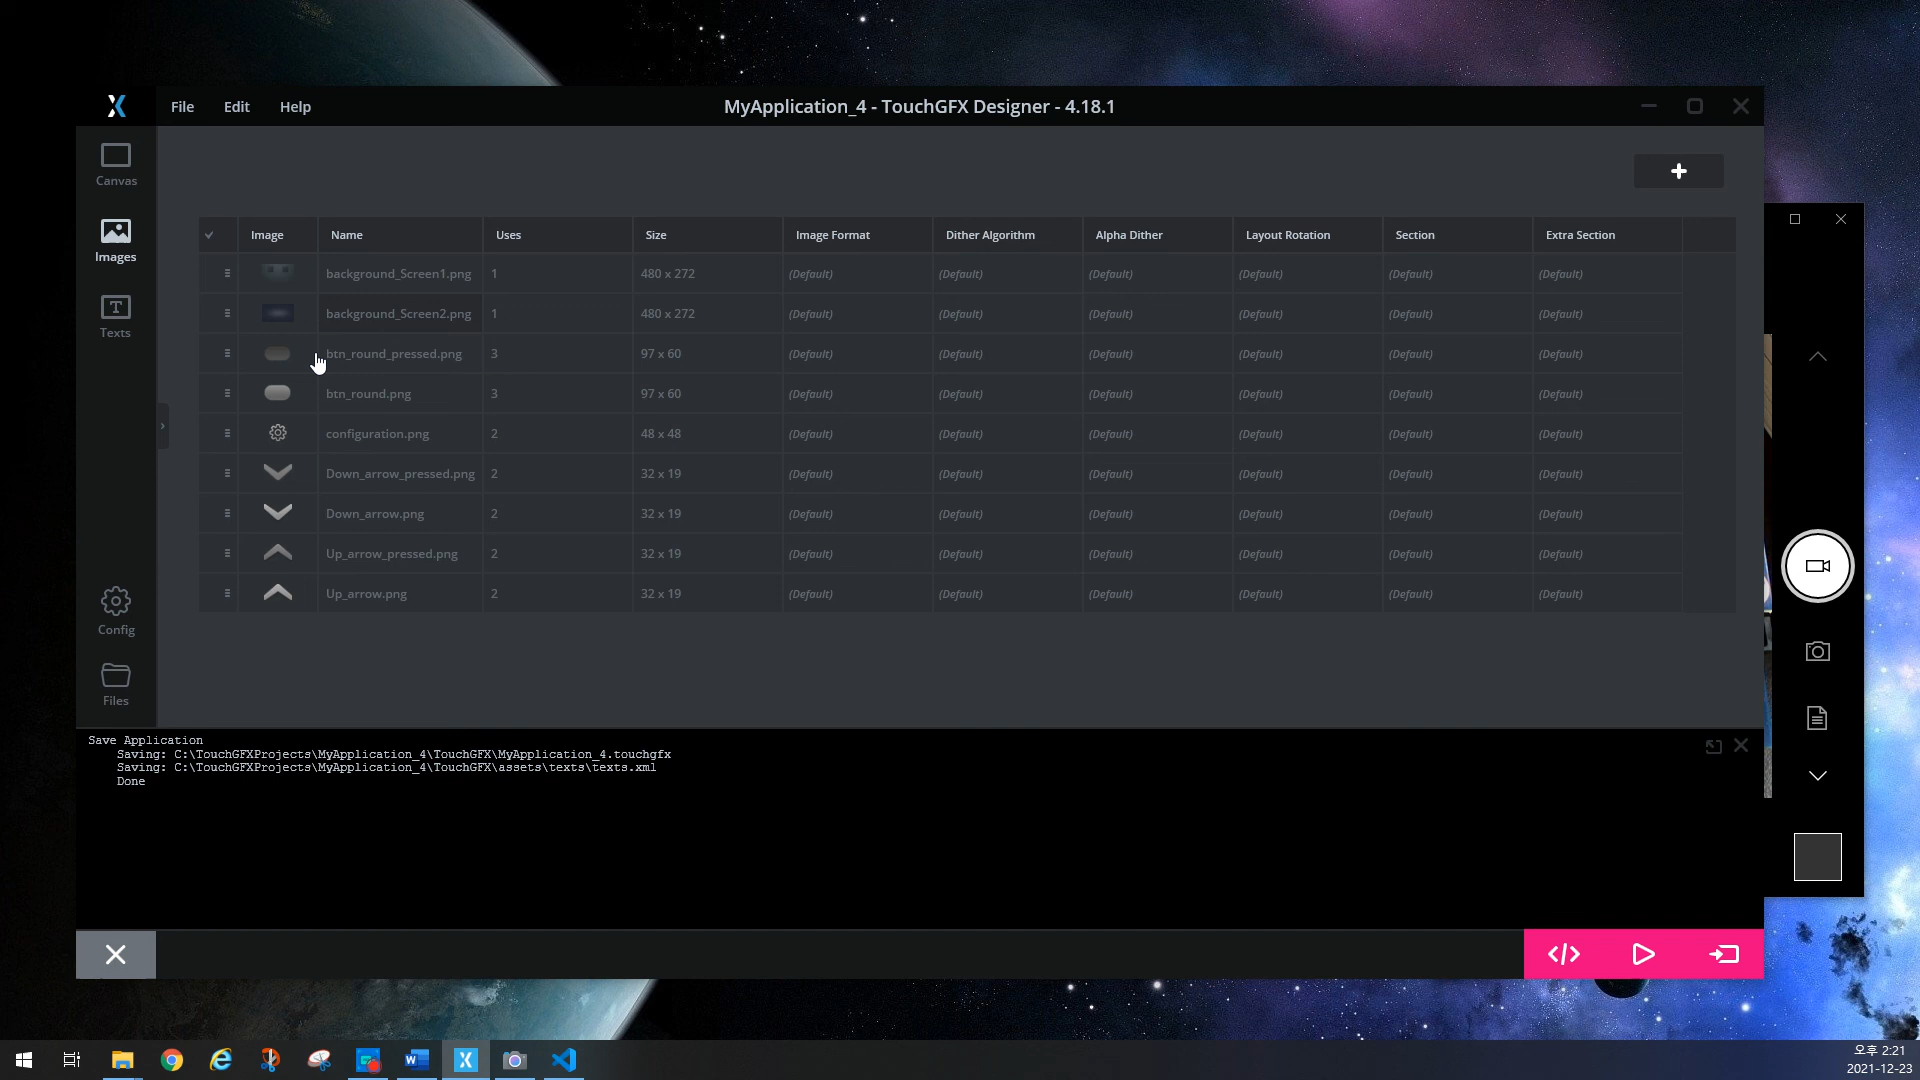 File Edit Help
MyApplication_4 - TouchGFX Designer - 4.18.1
Canvas
Images
Texts
Config
Files
Image Name Uses Size Image Format Dither Algorithm Alpha Dither Layout Rotation Section Extra Section
background_Screen1.png 1 480 x 272 (Default) (Default) (Default) (Default) (Default) (Default)
background_Screen2.png 1 480 x 272 (Default) (Default) (Default) (Default) (Default) (Default)
btn_round_pressed.png 3 97 x 60 (Default) (Default) (Default) (Default) (Default) (Default)
btn_round.png 3 97 x 60 (Default) (Default) (Default) (Default) (Default) (Default)
configuration.png 2 48 x 48 (Default) (Default) (Default) (Default) (Default) (Default)
Down_arrow_pressed.png 2 32 x 19 (Default) (Default) (Default) (Default) (Default) (Default)
Down_arrow.png 2 32 x 19 (Default) (Default) (Default) (Default) (Default) (Default)
Up_arrow_pressed.png 2 32 x 19 (Default) (Default) (Default) (Default) (Default) (Default)
Up_arrow.png 2 32 x 19 (Default) (Default) (Default) (Default) (Default) (Default)
Save Application
Saving: C:\TouchGFXProjects\MyApplication_4\TouchGFX\MyApplication_4.touchgfx
Saving: C:\TouchGFXProjects\MyApplication_4\TouchGFX\assets\texts\texts.xml
Done
오후 2:21
2021-12-23